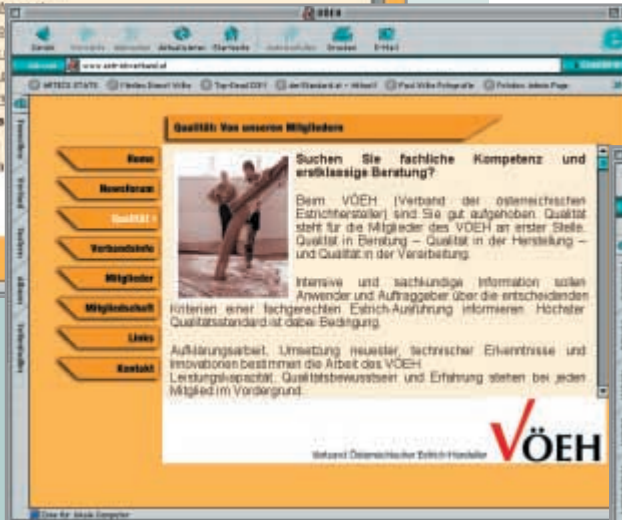 VÖEH
Zurück Aktualisieren Startseite Drucken E-Mail
Qualität: Von unseren Mitgliedern
Home
Newsforum
Qualität
Verbandsinfo
Mitglieder
Mitgliedschaft
Links
Kontakt
Suchen Sie fachliche Kompetenz und
erstklassige Beratung?
Beim VÖEH (Verband der österreichischen
Estrichhersteller) sind Sie gut aufgehoben. Qualität
steht für die Mitglieder des VÖEH an erster Stelle.
Qualität in Beratung – Qualität in der Herstellung –
und Qualität in der Verarbeitung.
Intensive und sachkundige Information sollen
Anwender und Auftraggeber über die entscheidenden
Kriterien einer fachgerechten Estrich-Ausführung informieren. Höchster
Qualitätsstandard ist dabei Bedingung.
Aufklärungsarbeit, Umsetzung neuester, technischer Erkenntnisse und
Innovationen bestimmen die Arbeit des VÖEH.
Leistungskapazität, Qualitätsbewusstsein und Erfahrung stehen bei jedem
Mitglied im Vordergrund.
Verband Österreichischer Estrich-Hersteller
VÖEH